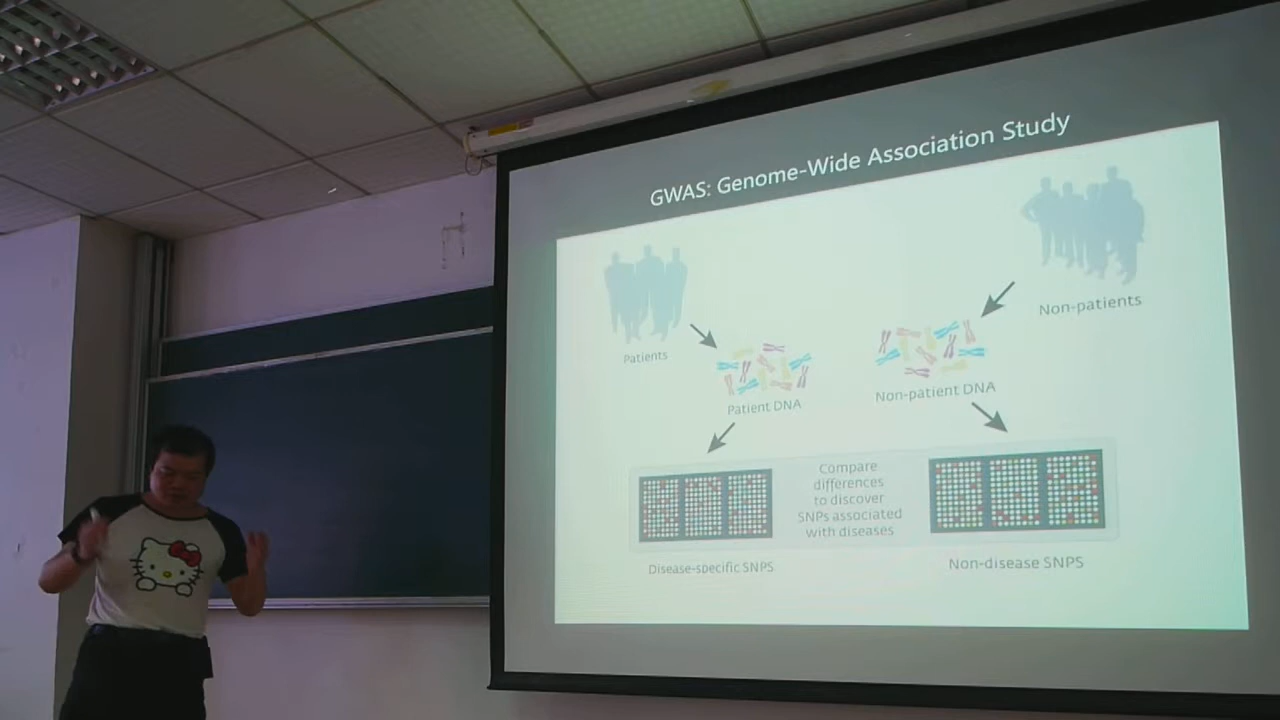 GWAS: Genome-Wide Association Study
Patients
Non-patients
Patient DNA
Non-patient DNA
Compare
differences
to discover
SNPs associated
with diseases
Disease-specific SNPS
Non-disease SNPS